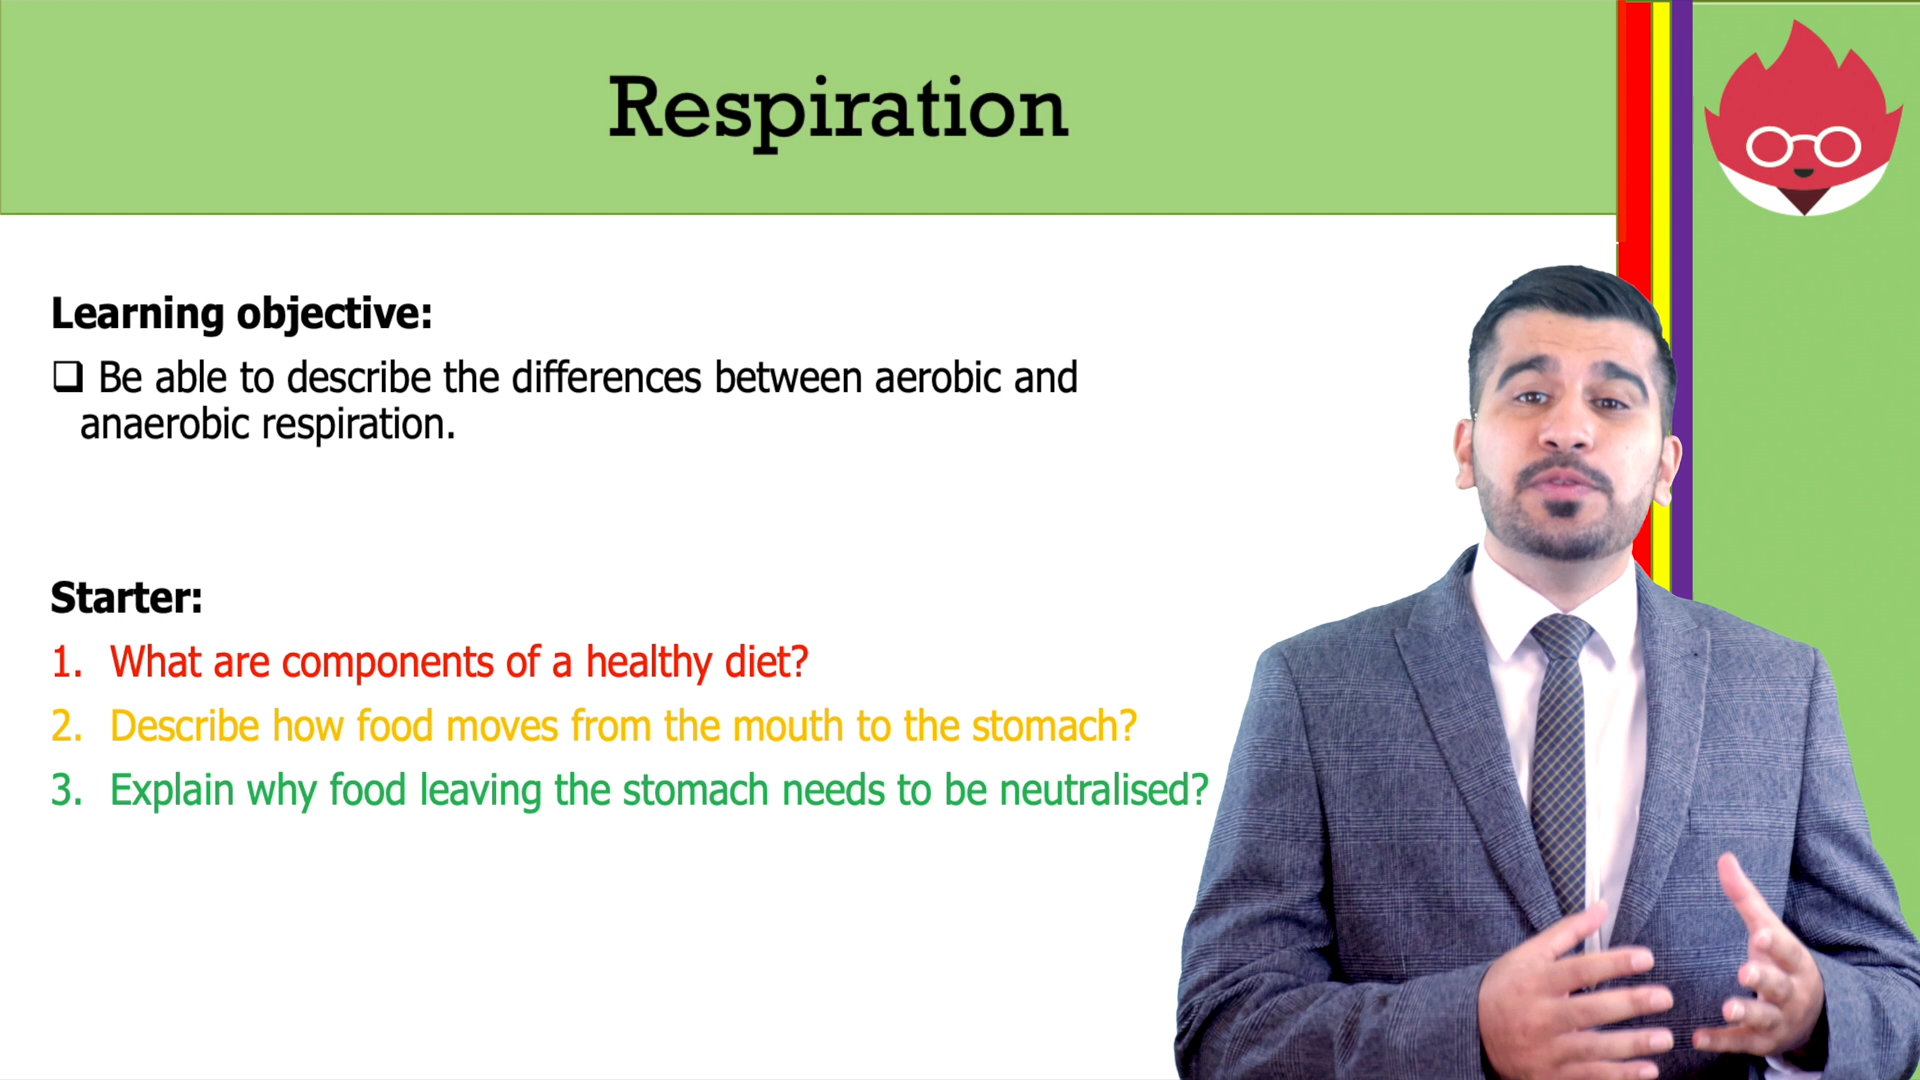 Respiration
Learning objective:
❑ Be able to describe the differences between aerobic and
anaerobic respiration.
Starter:
1. What are components of a healthy diet?
2. Describe how food moves from the mouth to the stomach?
3. Explain why food leaving the stomach needs to be neutralised?